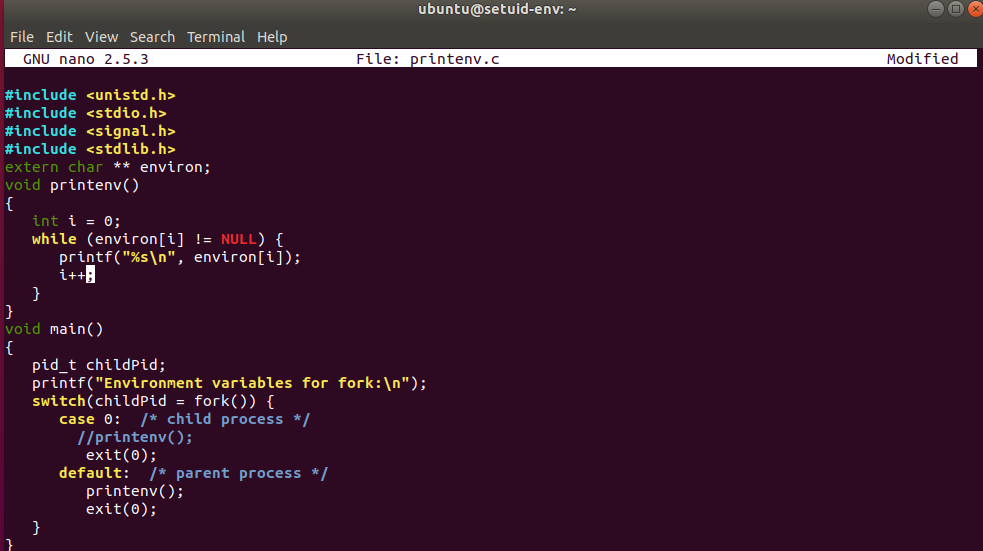 ubuntu@setuid-env: ~
File Edit View Search Terminal Help
GNU nano 2.5.3 File: printenv.c Modified
#include <unistd.h>
#include <stdio.h>
#include <signal.h>
#include <stdlib.h>
extern char ** environ;
void printenv()
{
   int i = 0;
   while (environ[i] != NULL) {
      printf("%s\n", environ[i]);
      i++;
   }
}
void main()
{
   pid_t childPid;
   printf("Environment variables for fork:\n");
   switch(childPid = fork()) {
      case 0:  /* child process */
        //printenv();
         exit(0);
      default:  /* parent process */
         printenv();
         exit(0);
   }
}